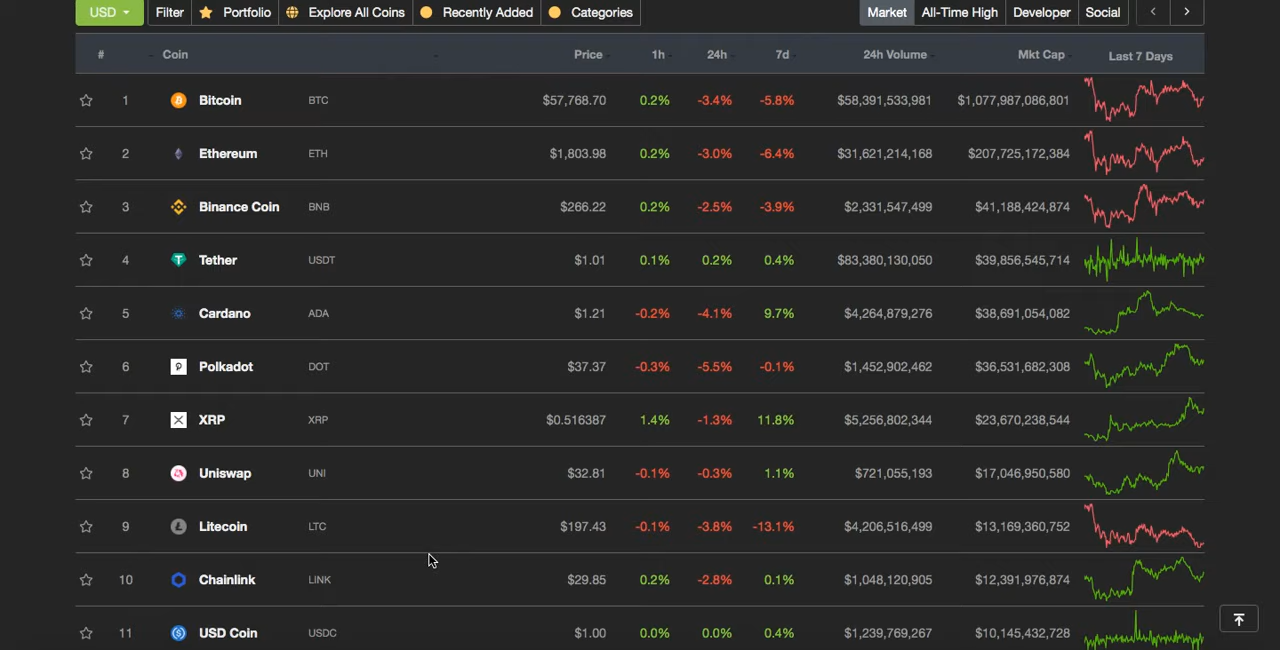 USD Filter Portfolio Explore All Coins Recently Added Categories Market All-Time High Developer Social
# Coin Price 1h 24h 7d 24h Volume Mkt Cap Last 7 Days
1 Bitcoin BTC $57,768.70 0.2% -3.4% -5.8% $58,391,533,981 $1,077,987,086,801
2 Ethereum ETH $1,803.98 0.2% -3.0% -6.4% $31,621,214,168 $207,725,172,384
3 Binance Coin BNB $266.22 0.2% -2.5% -3.9% $2,331,547,499 $41,188,424,874
4 Tether USDT $1.01 0.1% 0.2% 0.4% $83,380,130,050 $39,856,545,714
5 Cardano ADA $1.21 -0.2% -4.1% 9.7% $4,264,879,276 $38,691,054,082
6 Polkadot DOT $37.37 -0.3% -5.5% -0.1% $1,452,902,462 $36,531,682,308
7 XRP XRP $0.516387 1.4% -1.3% 11.8% $5,256,802,344 $23,670,238,544
8 Uniswap UNI $32.81 -0.1% -0.3% 1.1% $721,055,193 $17,046,950,580
9 Litecoin LTC $197.43 -0.1% -3.8% -13.1% $4,206,516,499 $13,169,360,752
10 Chainlink LINK $29.85 0.2% -2.8% 0.1% $1,048,120,905 $12,391,976,874
11 USD Coin USDC $1.00 0.0% 0.0% 0.4% $1,239,769,267 $10,145,432,728